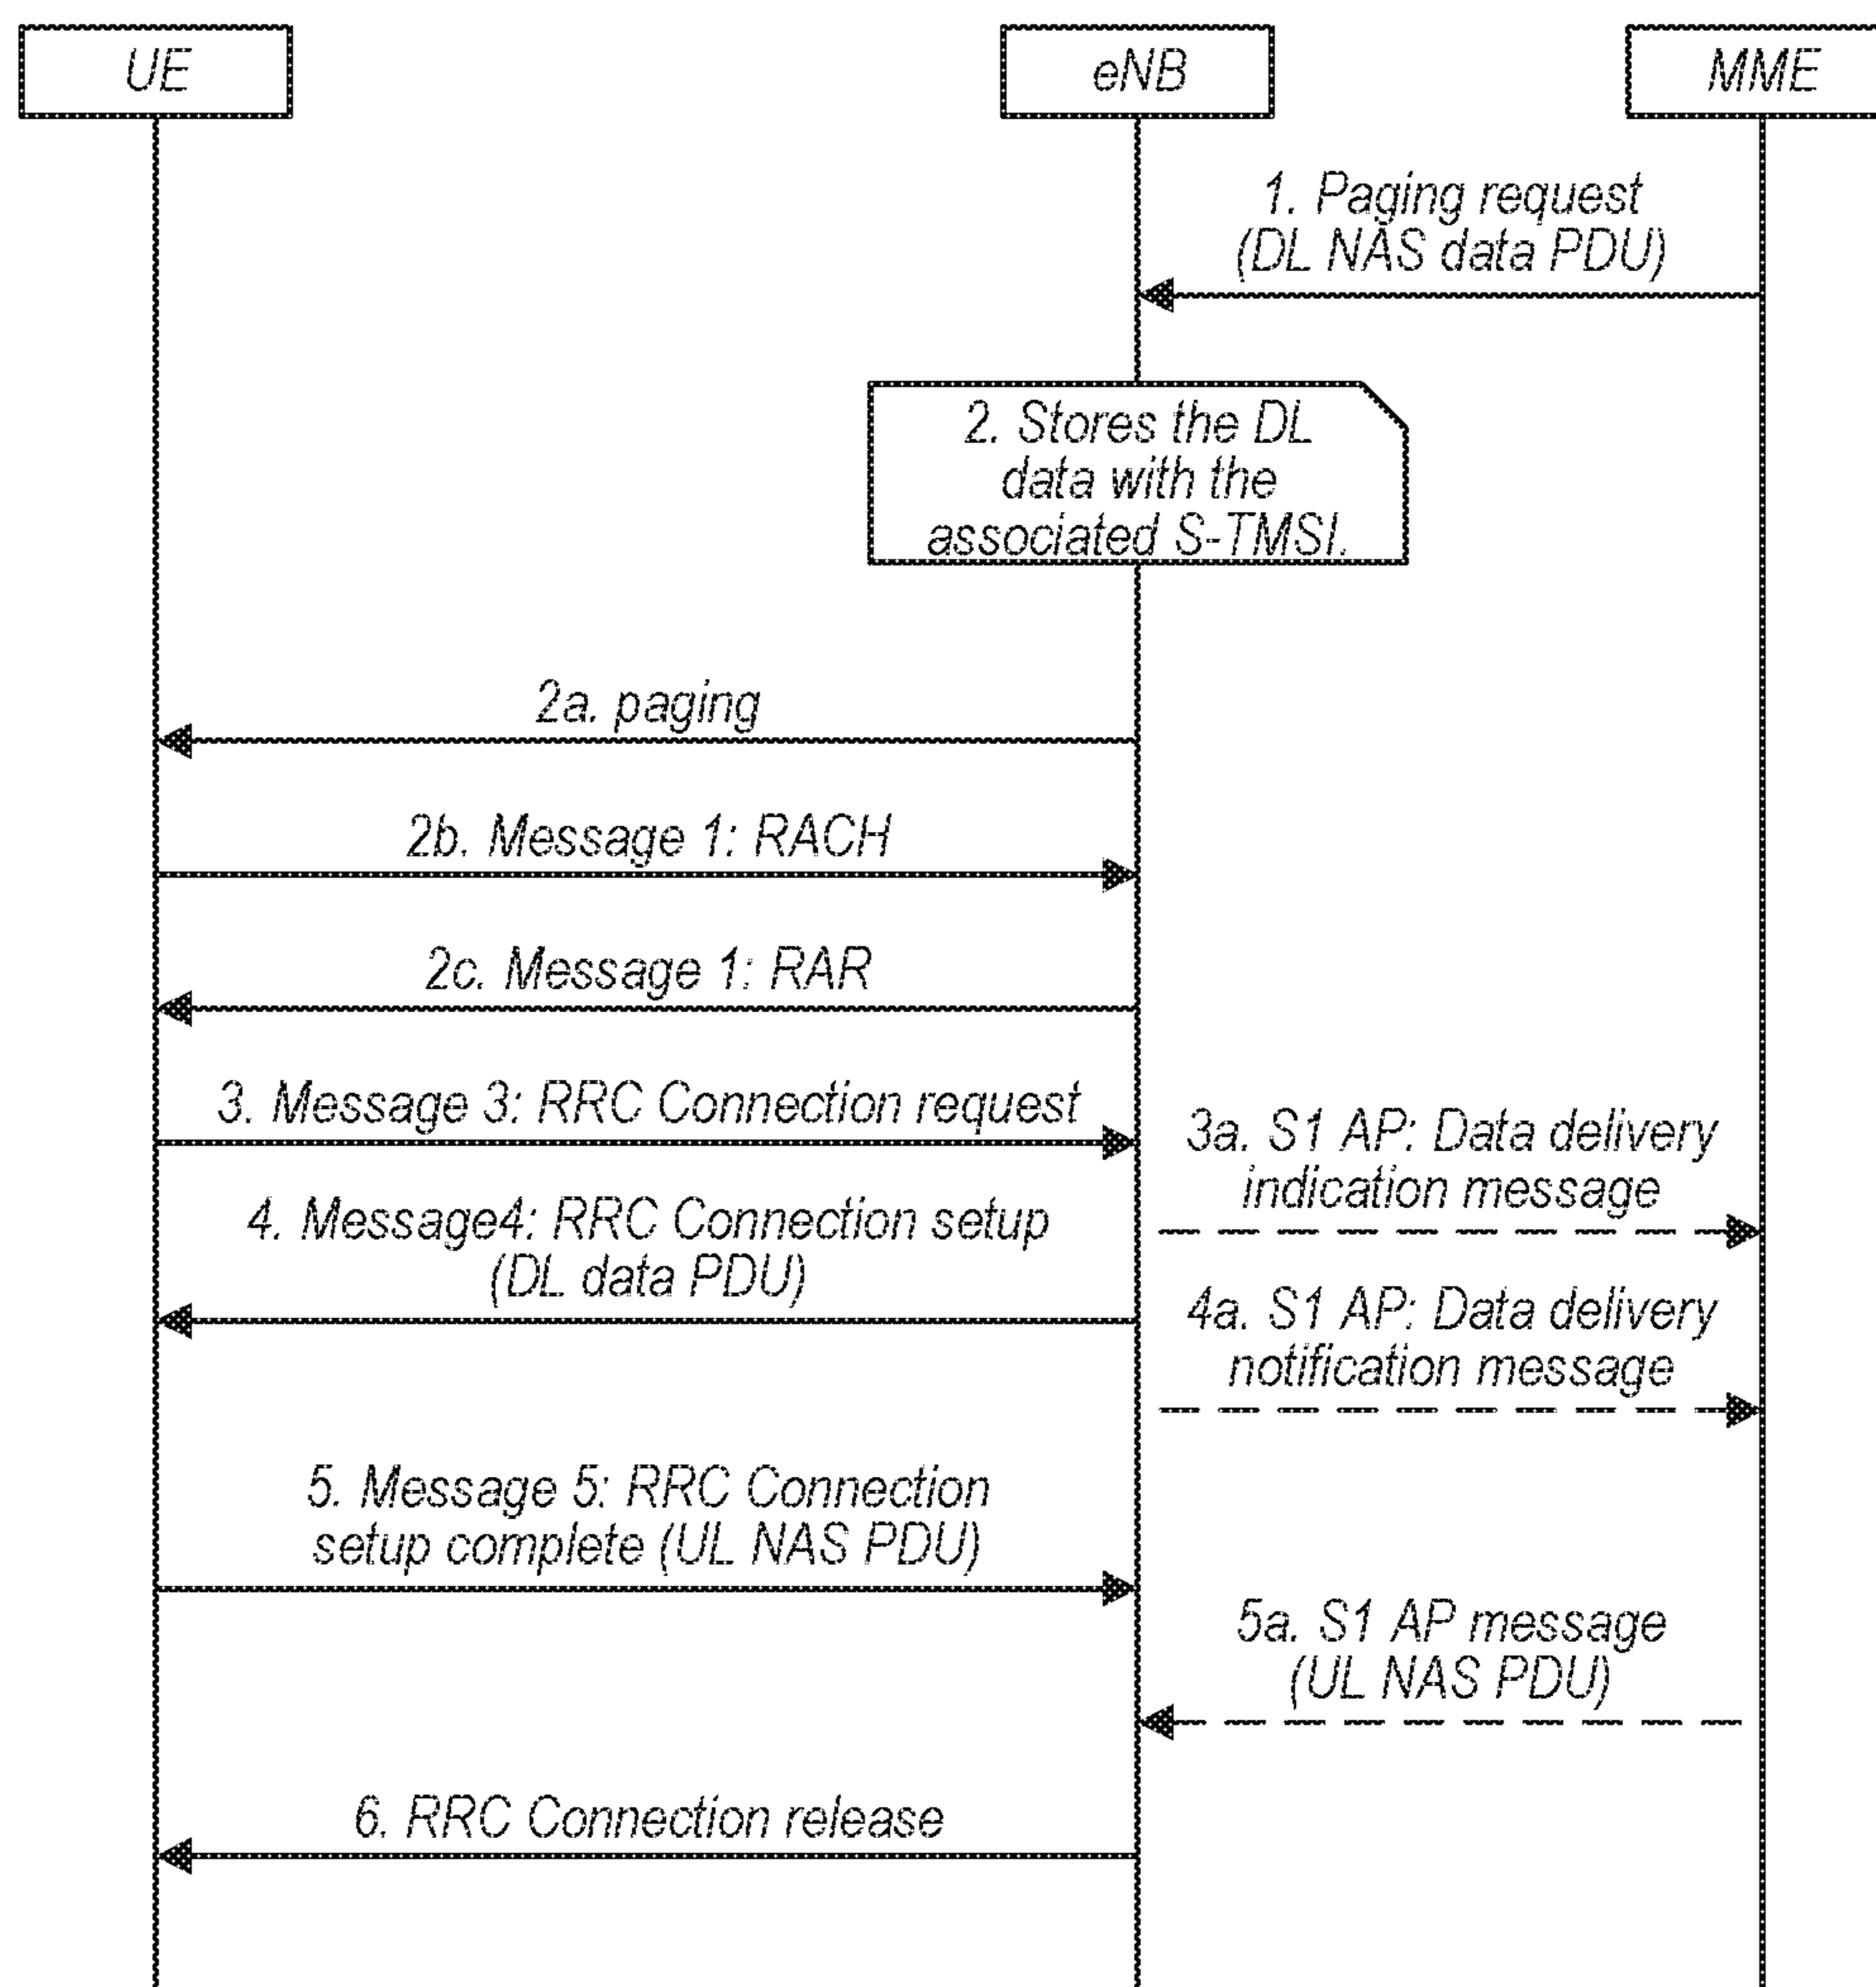 UE
eNB
MME
1. Paging request
(DL NAS data PDU)
2. Stores the DL
data with the
associated S-TMSI.
2a. paging
2b. Message 1: RACH
2c. Message 1: RAR
3. Message 3: RRC Connection request
3a. S1 AP: Data delivery
indication message
4. Message4: RRC Connection setup
(DL data PDU)
4a. S1 AP: Data delivery
notification message
5. Message 5: RRC Connection
setup complete (UL NAS PDU)
5a. S1 AP message
(UL NAS PDU)
6. RRC Connection release